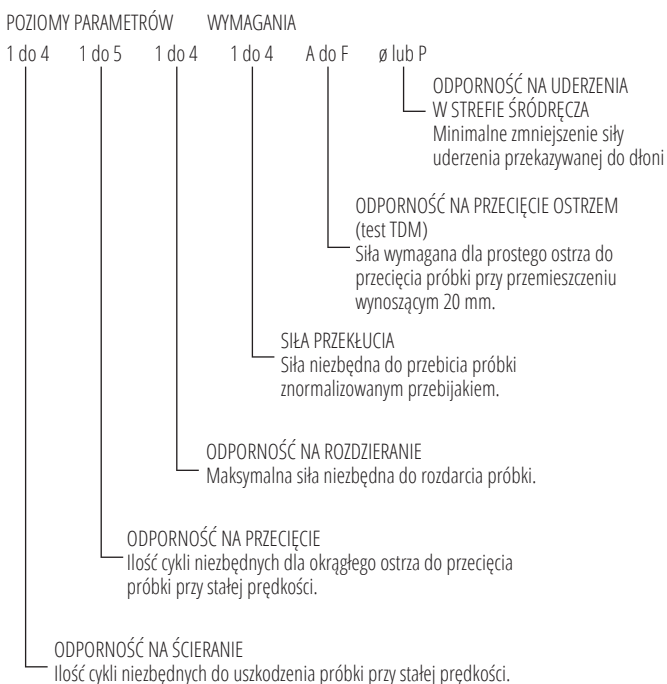 POZIOMY PARAMETRÓW WYMAGANIA
1 do 4 1 do 5 1 do 4 1 do 4 A do F ø lub P
ODPORNOŚĆ NA UDERZENIA
W STREFIE ŚRÓDRĘCZA
Minimalne zmniejszenie siły
uderzenia przekazywanej do dłoni
ODPORNOŚĆ NA PRZECIĘCIE OSTRZEM
(test TDM)
Siła wymagana dla prostego ostrza do
przecięcia próbki przy przemieszczeniu
wynoszącym 20 mm.
SIŁA PRZEKŁUCIA
Siła niezbędna do przebicia próbki
znormalizowanym przebijakiem.
ODPORNOŚĆ NA ROZDZIERANIE
Maksymalna siła niezbędna do rozdarcia próbki.
ODPORNOŚĆ NA PRZECIĘCIE
Ilość cykli niezbędnych dla okrągłego ostrza do przecięcia
próbki przy stałej prędkości.
ODPORNOŚĆ NA ŚCIERANIE
Ilość cykli niezbędnych do uszkodzenia próbki przy stałej prędkości.